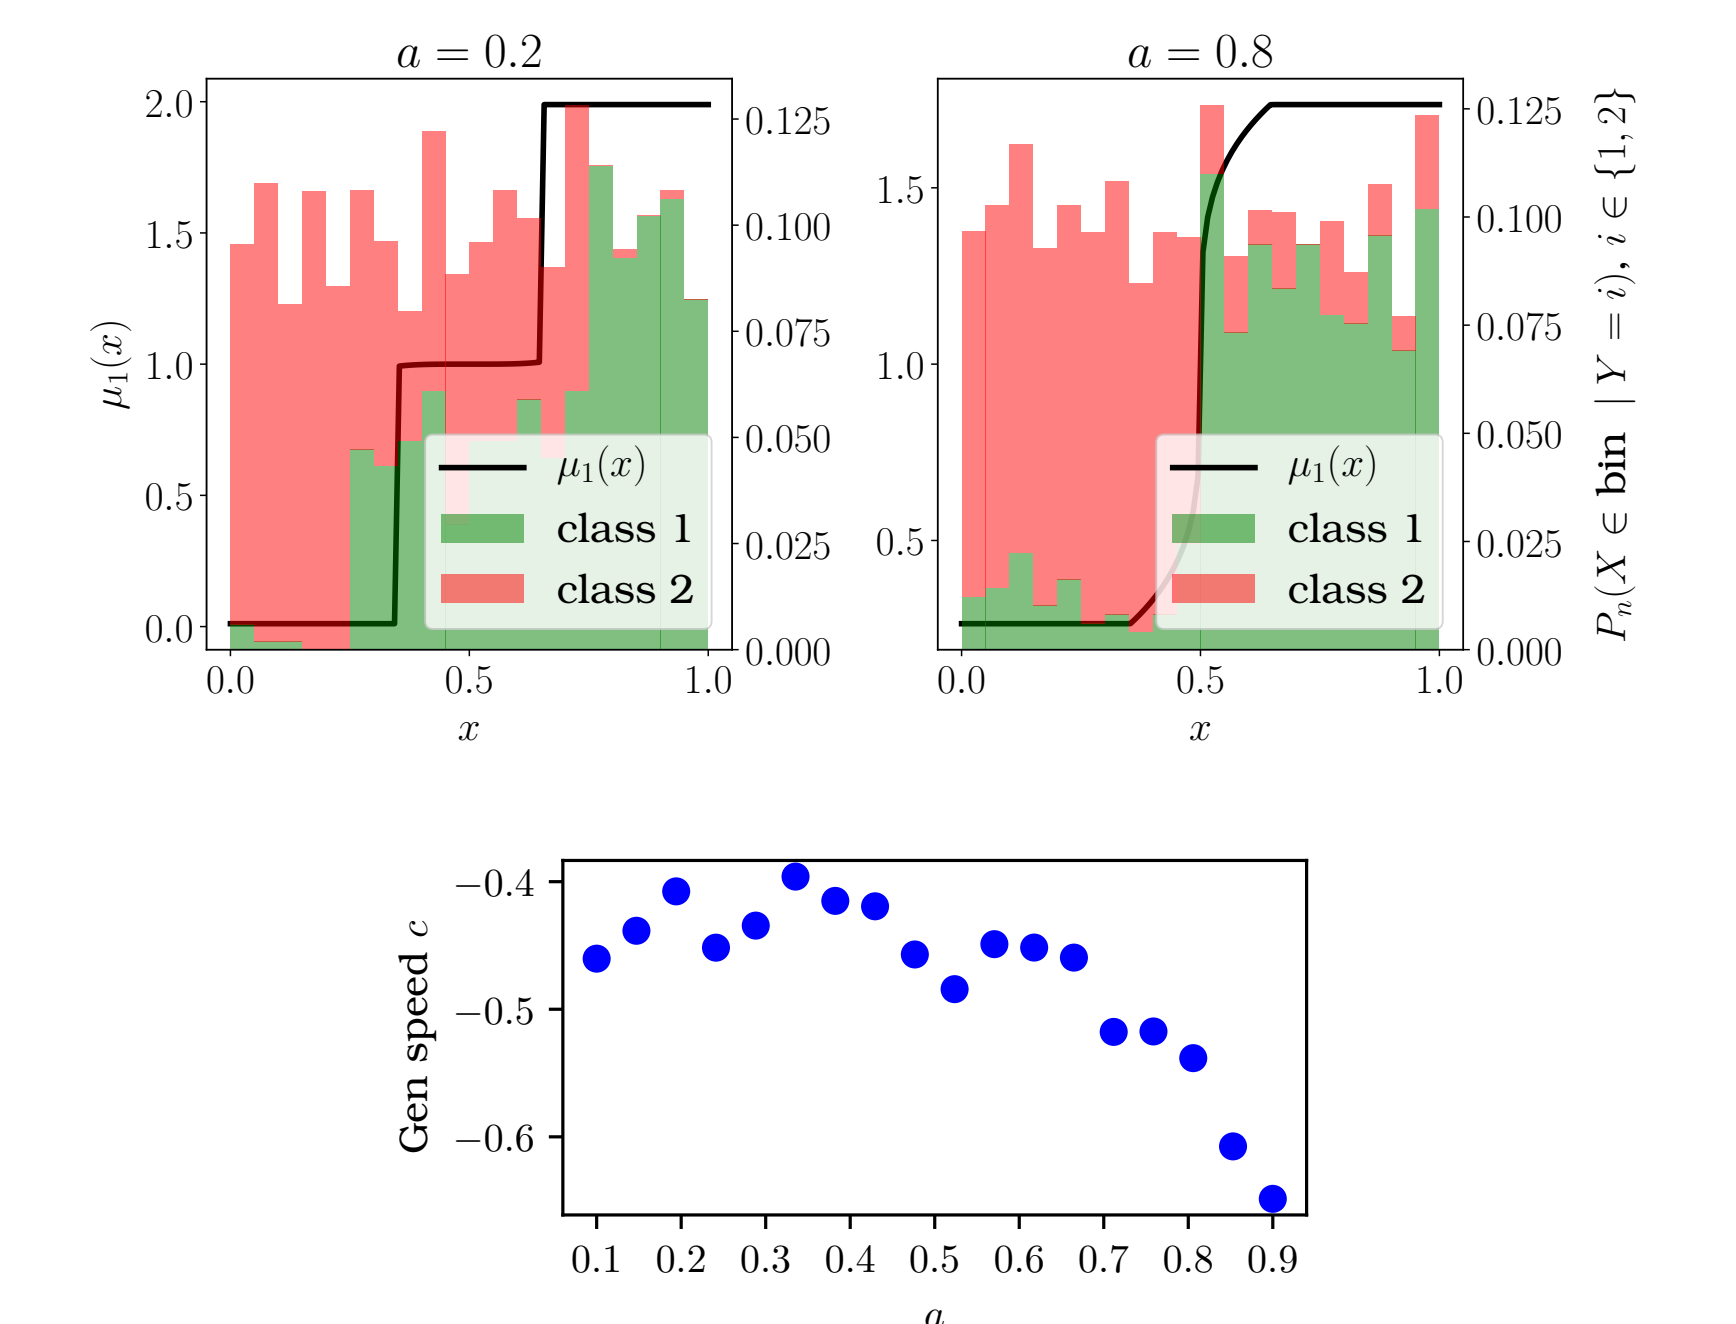 a = 0.2
2.0
1.5
1.0
0.5
0.0
μ₁(x)
0.125
0.100
0.075
0.050
0.025
0.000
μ₁(x)
class 1
class 2
0.0 0.5 1.0
x
a = 0.8
1.5
1.0
0.5
0.125
0.100
0.075
0.050
0.025
0.000
Pₙ(X ∈ bin | Y = i), i ∈ {1, 2}
μ₁(x)
class 1
class 2
0.0 0.5 1.0
x
−0.4
−0.5
−0.6
Gen speed c
0.1 0.2 0.3 0.4 0.5 0.6 0.7 0.8 0.9
a